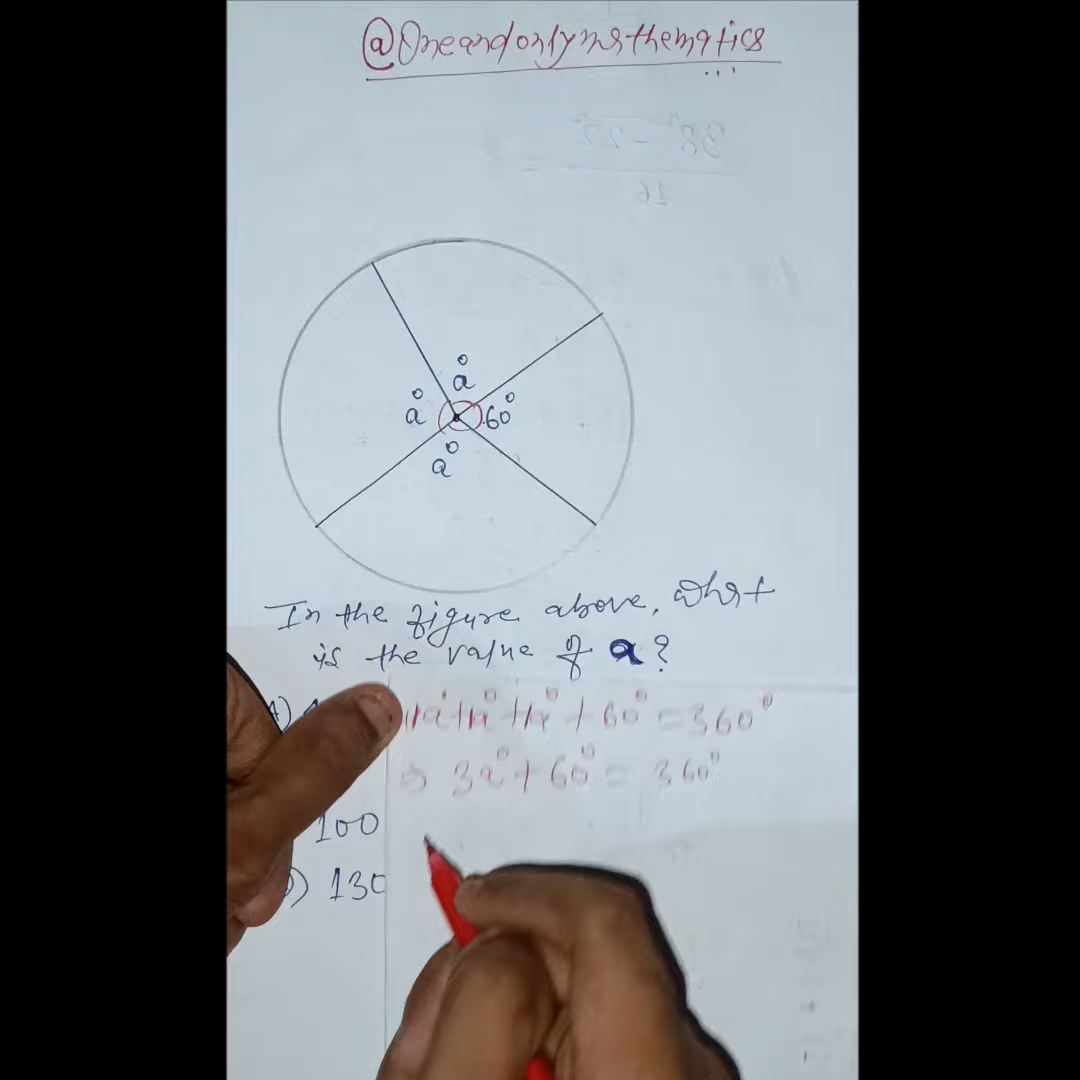 @Oneandonlymathematics
a°
a° 60°
a°
In the figure above, what
is the value of a?
A)
a° + a° + a° + 60° = 360°
⇒ 3a° + 60° = 360°
100
D) 130